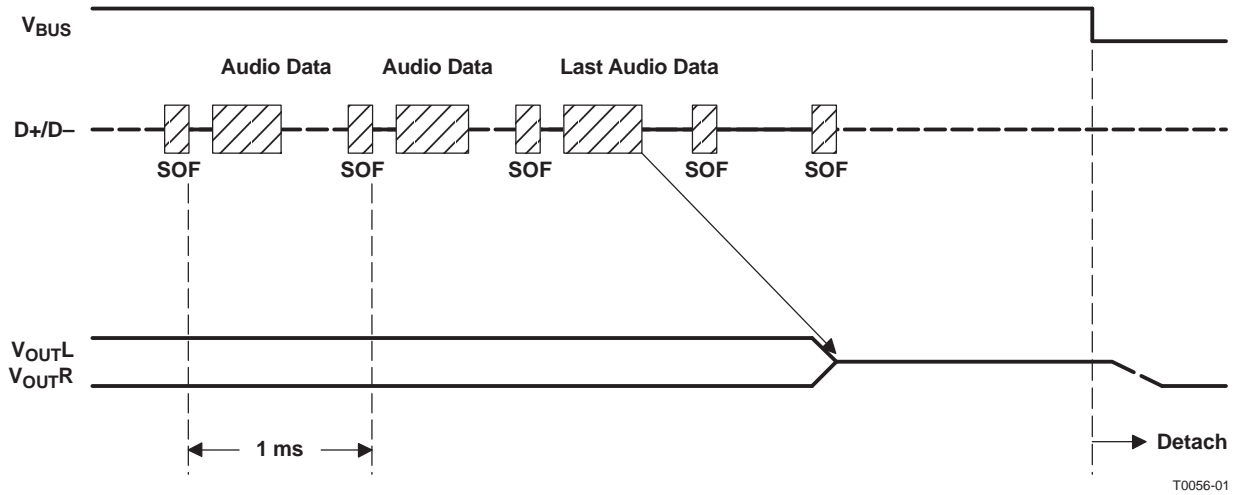 VBUS
Audio Data Audio Data Last Audio Data
D+/D–
SOF SOF SOF SOF SOF
VOUTL
VOUTR
1 ms
Detach
T0056-01